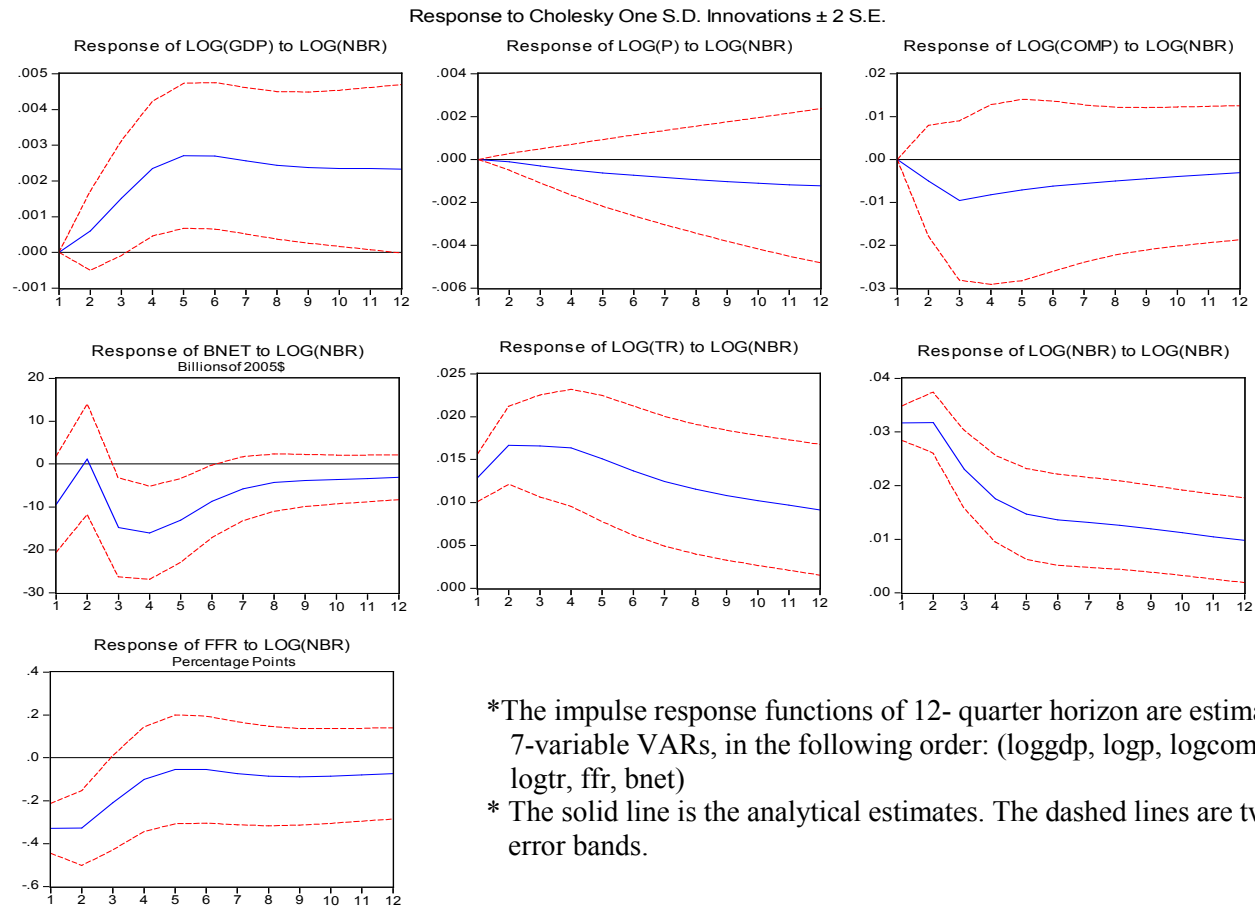 Response to Cholesky One S.D. Innovations ± 2 S.E.
Response of LOG(GDP) to LOG(NBR)
.005
.004
.003
.002
.001
.000
-.001
1 2 3 4 5 6 7 8 9 10 11 12
Response of LOG(P) to LOG(NBR)
.004
.002
.000
-.002
-.004
-.006
1 2 3 4 5 6 7 8 9 10 11 12
Response of LOG(COMP) to LOG(NBR)
.02
.01
.00
-.01
-.02
-.03
1 2 3 4 5 6 7 8 9 10 11 12
Response of BNET to LOG(NBR)
Billions of 2005$
20
10
0
-10
-20
-30
1 2 3 4 5 6 7 8 9 10 11 12
Response of LOG(TR) to LOG(NBR)
.025
.020
.015
.010
.005
.000
1 2 3 4 5 6 7 8 9 10 11 12
Response of LOG(NBR) to LOG(NBR)
.04
.03
.02
.01
.00
1 2 3 4 5 6 7 8 9 10 11 12
Response of FFR to LOG(NBR)
Percentage Points
.4
.2
.0
-.2
-.4
-.6
1 2 3 4 5 6 7 8 9 10 11 12
*The impulse response functions of 12- quarter horizon are
7-variable VARs, in the following order: (loggdp, logp,
logtr, ffr, bnet)
* The solid line is the analytical estimates. The dashed lines are
error bands.